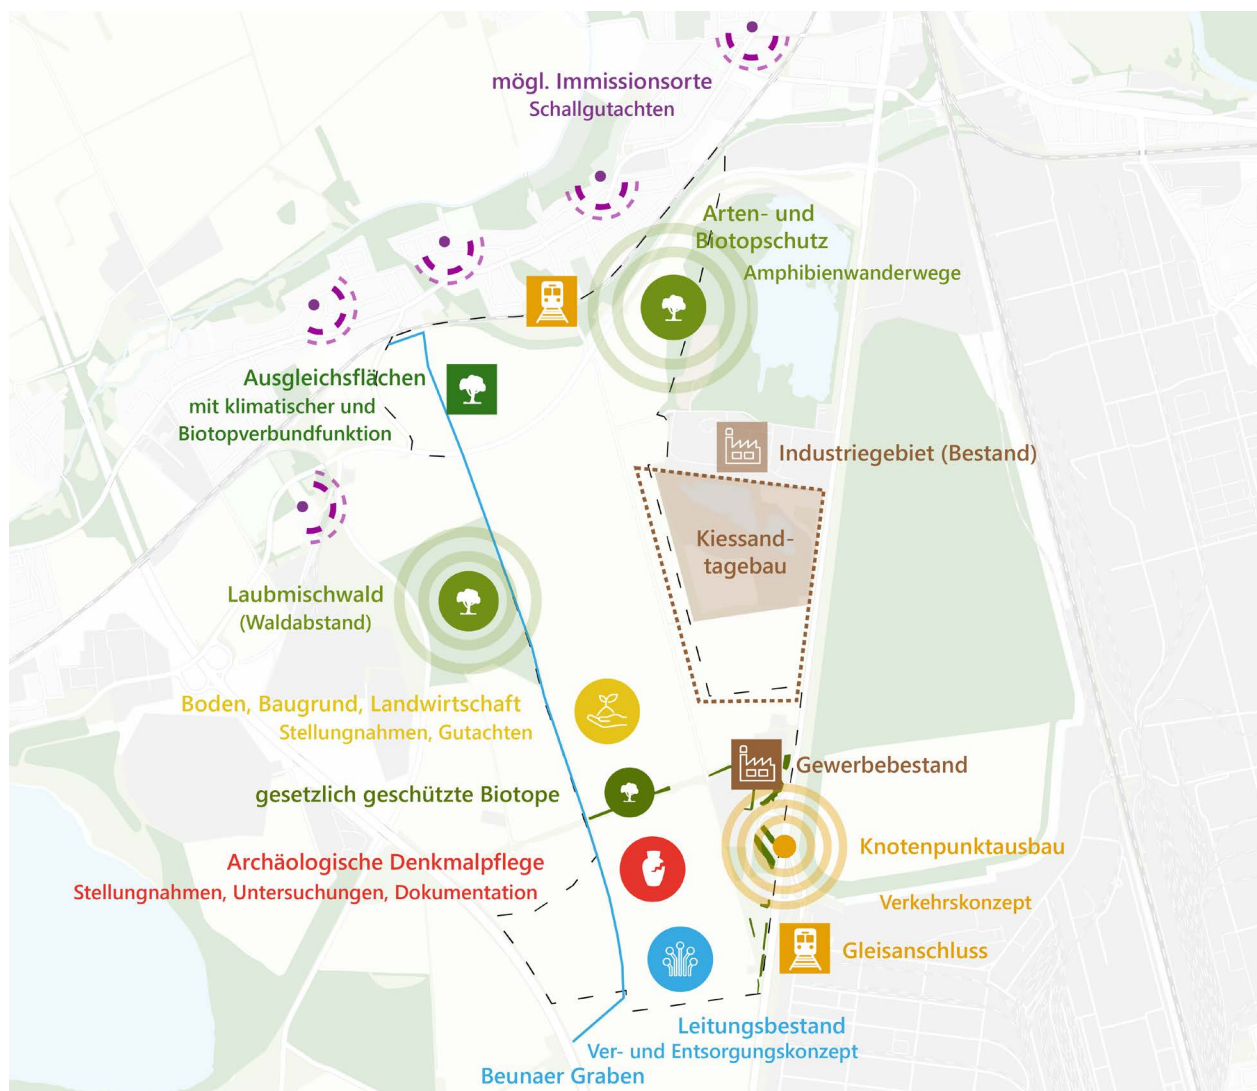 mögl. Immissionsorte
Schallgutachten
Arten- und
Biotopschutz
Amphibienwanderwege
Ausgleichsflächen
mit klimatischer und
Biotopverbundfunktion
Industriegebiet (Bestand)
Kiessand-
tagebau
Laubmischwald
(Waldabstand)
Boden, Baugrund, Landwirtschaft
Stellungnahmen, Gutachten
Gewerbebestand
gesetzlich geschützte Biotope
Knotenpunktausbau
Verkehrskonzept
Archäologische Denkmalpflege
Stellungnahmen, Untersuchungen, Dokumentation
Gleisanschluss
Leitungsbestand
Ver- und Entsorgungskonzept
Beunaer Graben